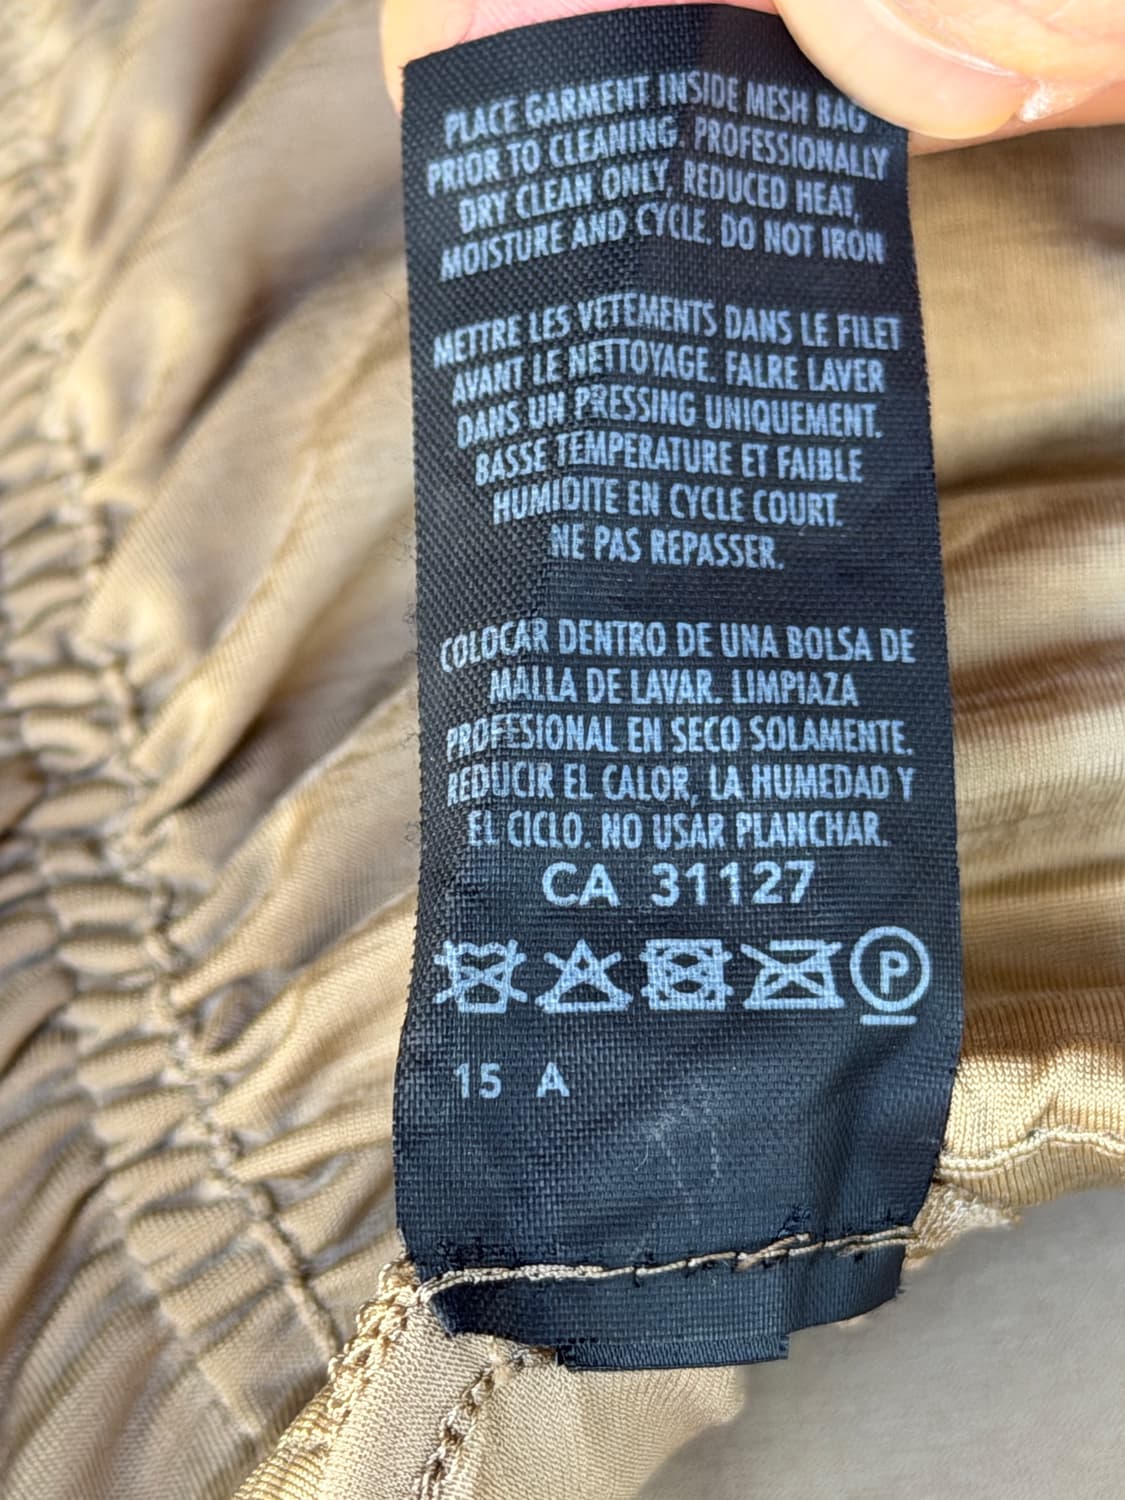 PLACE GARMENT INSIDE MESH BAG
PRIOR TO CLEANING PROFESSIONALLY
DRY CLEAN ONLY, REDUCED HEAT,
MOISTURE AND CYCLE. DO NOT IRON
METTRE LES VETEMENTS DANS LE FILET
AVANT LE NETTOYAGE. FALRE LAVER
DANS UN PRESSING UNIQUEMENT.
BASSE TEMPERATURE ET FAIBLE
HUMIDITE EN CYCLE COURT.
NE PAS REPASSER.
COLOCAR DENTRO DE UNA BOLSA DE
MALLA DE LAVAR. LIMPIAZA
PROFESIONAL EN SECO SOLAMENTE.
REDUCIR EL CALOR, LA HUMEDAD Y
EL CICLO. NO USAR PLANCHAR.
CA 31127
P
15 A